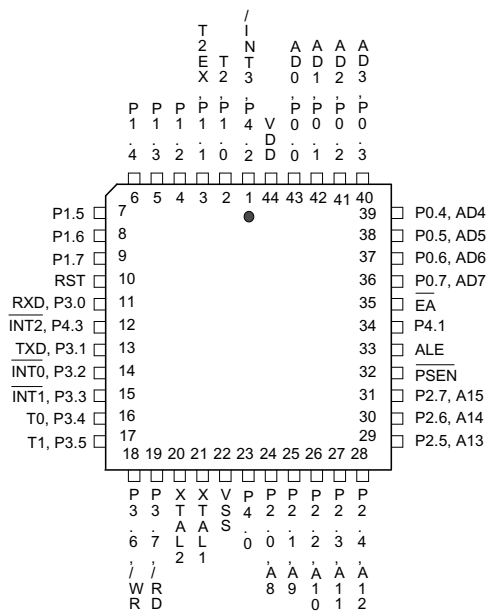 P1.4
P1.3
P1.2
T2EX,P1.1
T2,P1.0
/INT3,P4.2
VDD
AD0,P0.0
AD1,P0.1
AD2,P0.2
AD3,P0.3
6 5 4 3 2 1 44 43 42 41 40
P1.5 7
P1.6 8
P1.7 9
RST 10
RXD, P3.0 11
INT2, P4.3 12
TXD, P3.1 13
INT0, P3.2 14
INT1, P3.3 15
T0, P3.4 16
T1, P3.5 17
39 P0.4, AD4
38 P0.5, AD5
37 P0.6, AD6
36 P0.7, AD7
35 EA
34 P4.1
33 ALE
32 PSEN
31 P2.7, A15
30 P2.6, A14
29 P2.5, A13
18 19 20 21 22 23 24 25 26 27 28
P3.6,/WR
P3.7,/RD
XTAL2
XTAL1
VSS
P4.0
P2.0,A8
P2.1,A9
P2.2,A10
P2.3,A11
P2.4,A12